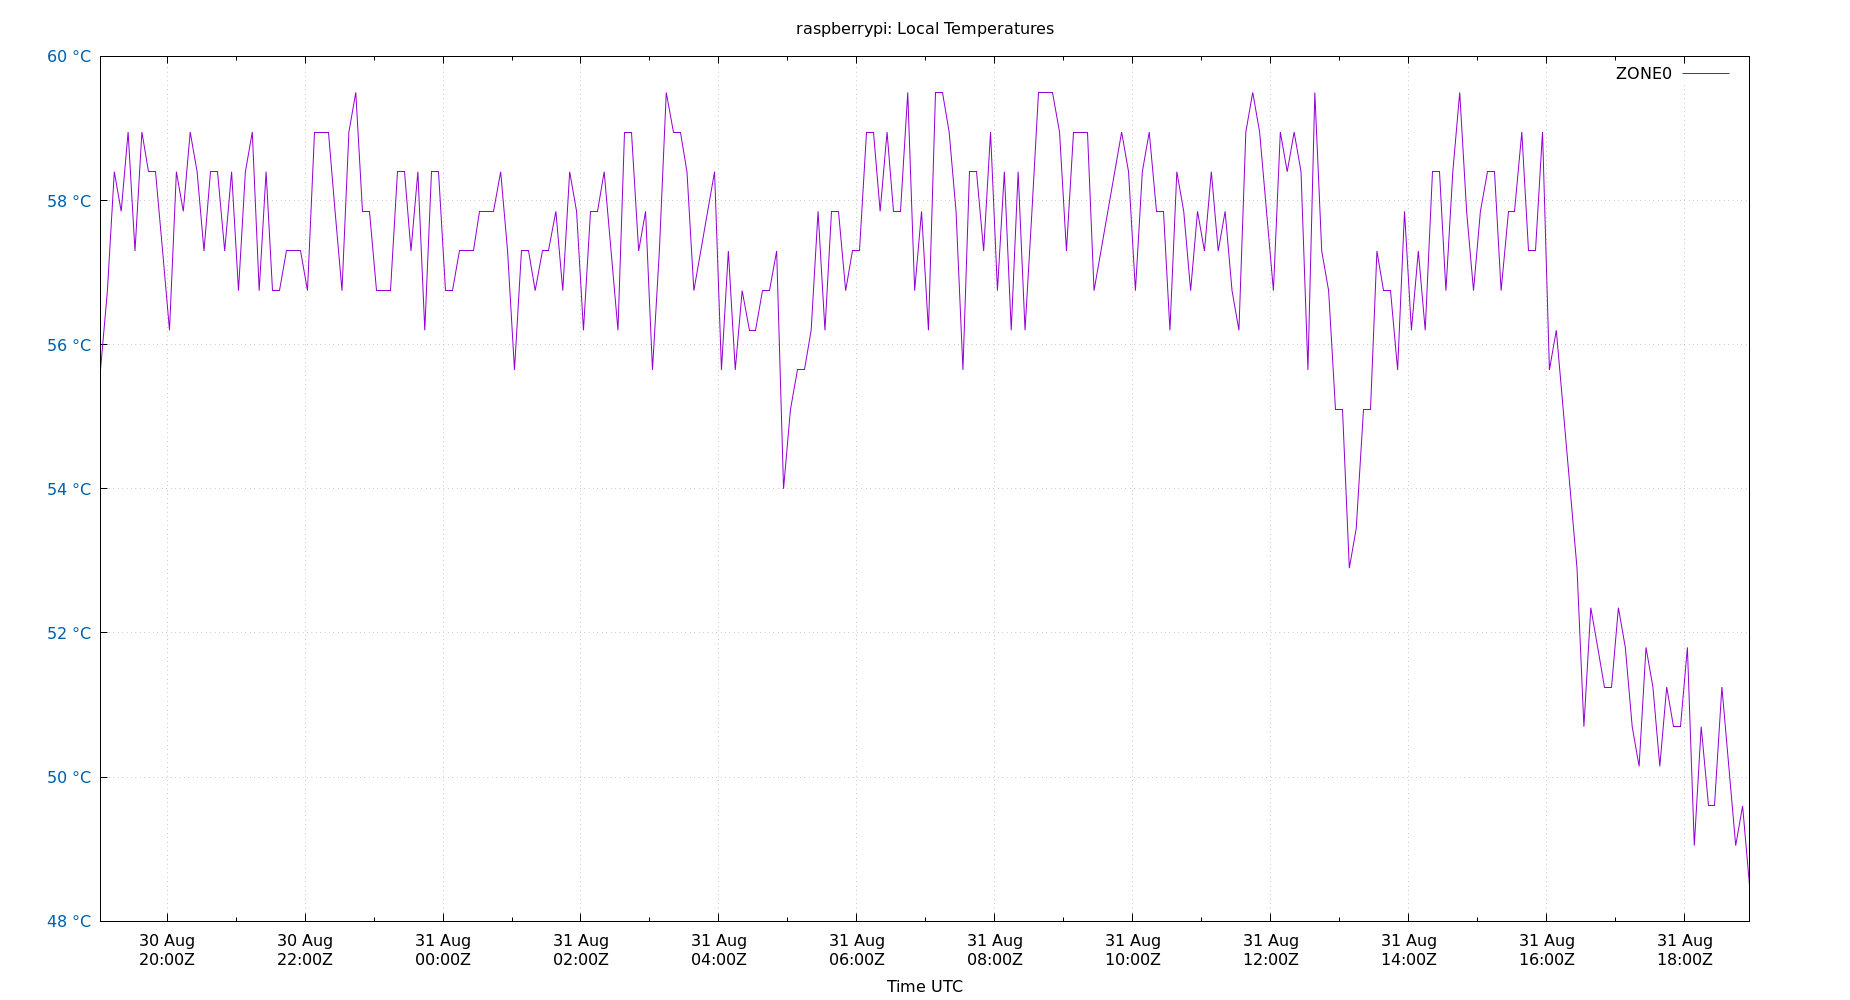 raspberrypi: Local Temperatures
60 °C
ZONE0
58 °C
56 °C
54 °C
52 °C
50 °C
48 °C
30 Aug 30 Aug 31 Aug 31 Aug 31 Aug 31 Aug 31 Aug 31 Aug 31 Aug 31 Aug 31 Aug 31 Aug
20:00Z 22:00Z 00:00Z 02:00Z 04:00Z 06:00Z 08:00Z 10:00Z 12:00Z 14:00Z 16:00Z 18:00Z
Time UTC